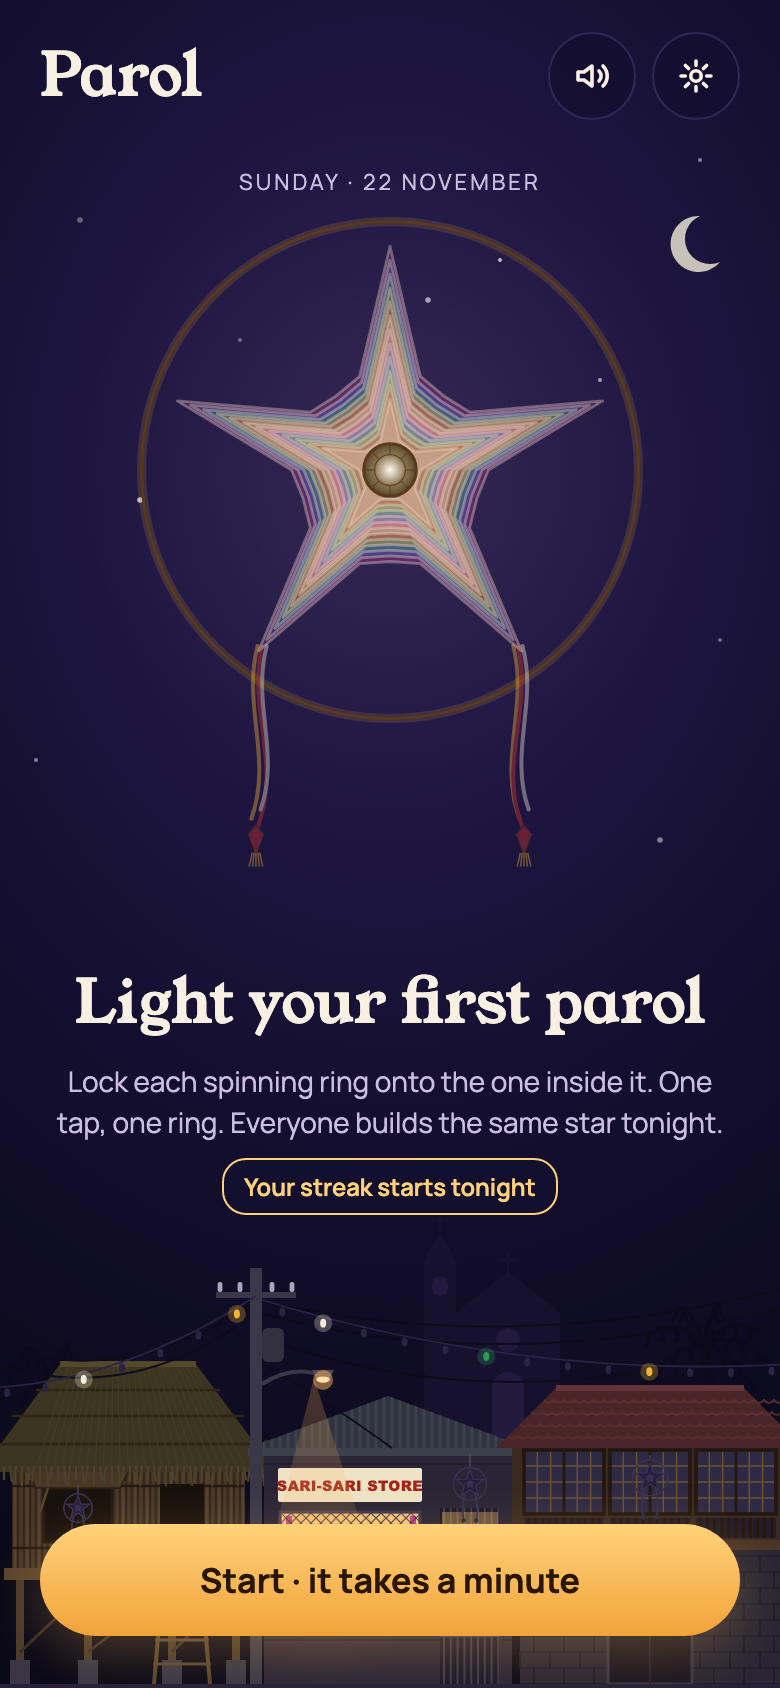 Parol
SUNDAY · 22 NOVEMBER
Light your first parol
Lock each spinning ring onto the one inside it. One
tap, one ring. Everyone builds the same star tonight.
Your streak starts tonight
SARI-SARI STORE
Start · it takes a minute